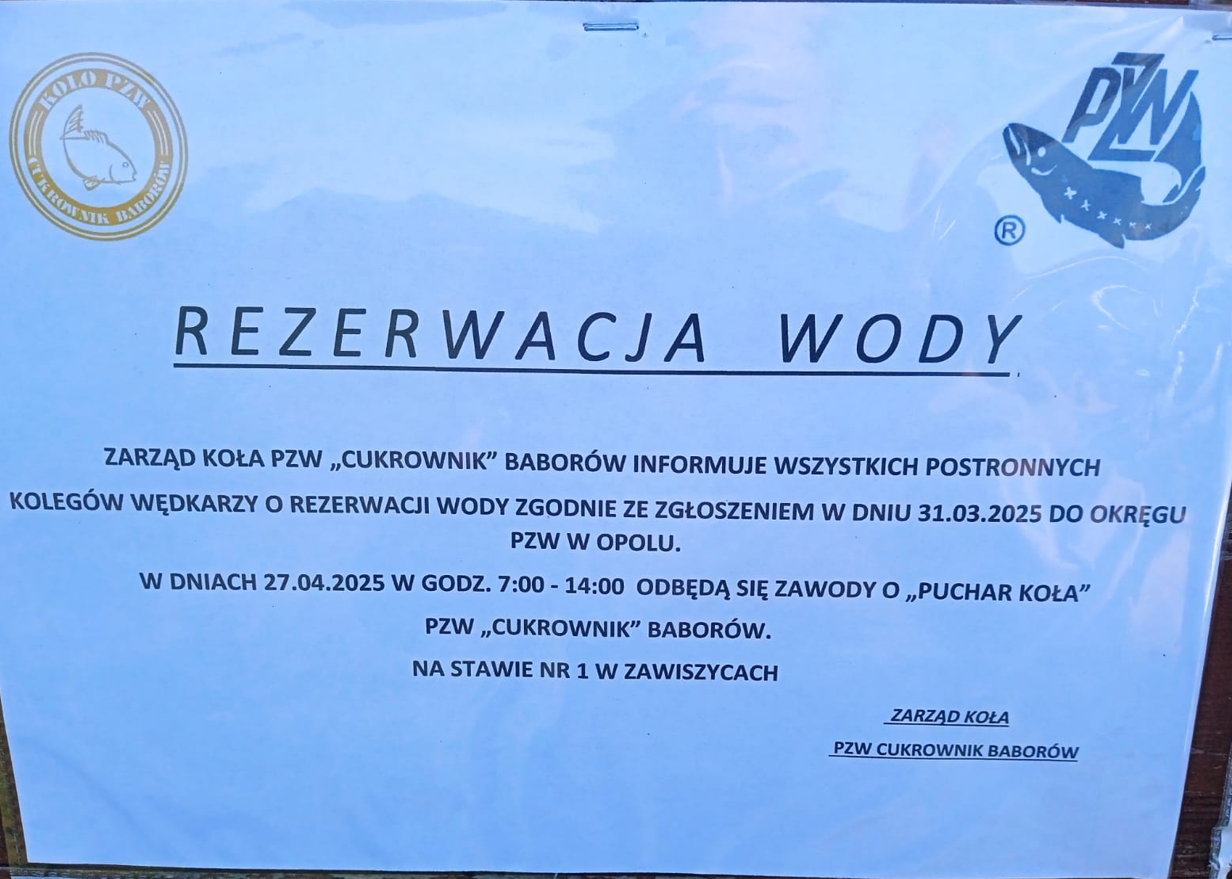 KOŁO PZW
CUKROWNIK BABORÓW
PZW
®
REZERWACJA WODY
ZARZĄD KOŁA PZW „CUKROWNIK” BABORÓW INFORMUJE WSZYSTKICH POSTRONNYCH
KOLEGÓW WĘDKARZY O REZERWACJI WODY ZGODNIE ZE ZGŁOSZENIEM W DNIU 31.03.2025 DO OKRĘGU
PZW W OPOLU.
W DNIACH 27.04.2025 W GODZ. 7:00 - 14:00 ODBĘDĄ SIĘ ZAWODY O „PUCHAR KOŁA”
PZW „CUKROWNIK” BABORÓW.
NA STAWIE NR 1 W ZAWISZYCACH
ZARZĄD KOŁA
PZW CUKROWNIK BABORÓW